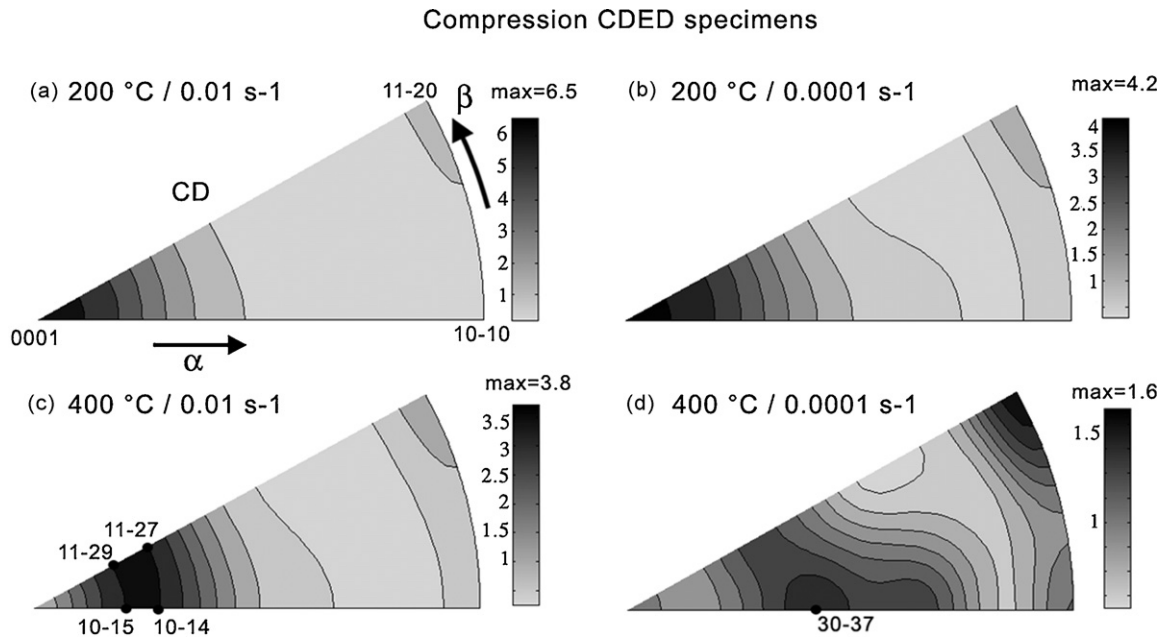 Compression CDED specimens
(a) 200 °C / 0.01 s-1
11-20
β
max=6.5
6
5
4
3
2
1
CD
0001
α
10-10
(b) 200 °C / 0.0001 s-1
max=4.2
4
3.5
3
2.5
2
1.5
1
(c) 400 °C / 0.01 s-1
max=3.8
3.5
3
2.5
2
1.5
1
11-27
11-29
10-15
10-14
(d) 400 °C / 0.0001 s-1
max=1.6
1.5
1
30-37